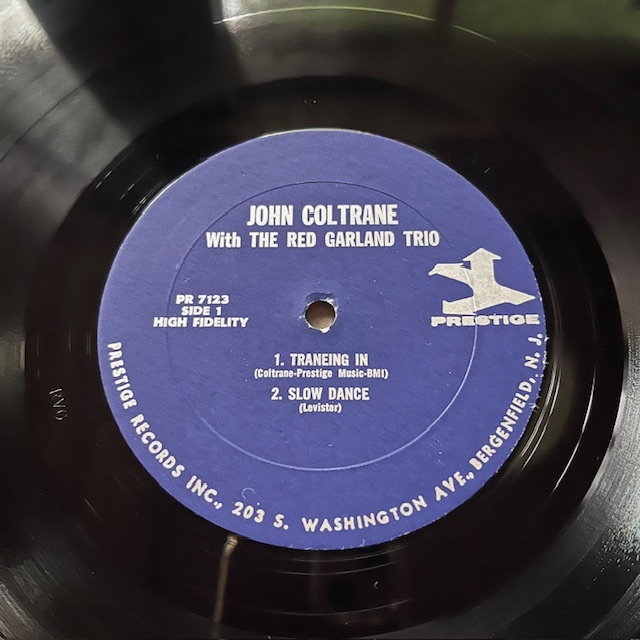 JOHN COLTRANE
With THE RED GARLAND TRIO
PR 7123
SIDE 1
HIGH FIDELITY
PRESTIGE
1. TRANEING IN
(Coltrane-Prestige Music-BMI)
2. SLOW DANCE
(Levister)
PRESTIGE RECORDS INC., 203 S. WASHINGTON AVE., BERGENFIELD, N. J.
RVG